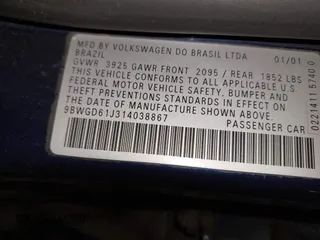 MFD BY VOLKSWAGEN DO BRASIL LTDA
BRAZIL 01/01
GVWR 3825 GAWR FRONT 2095 / REAR 1852 LBS
THIS VEHICLE CONFORMS TO ALL APPLICABLE U.S
FEDERAL MOTOR VEHICLE SAFETY, BUMPER AND
THEFT PREVENTION STANDARDS IN EFFECT ON
THE DATE OF MANUFACTURE SHOWN ABOVE.
9BWGD61J314038867
PASSENGER CAR
0221411 5740 0